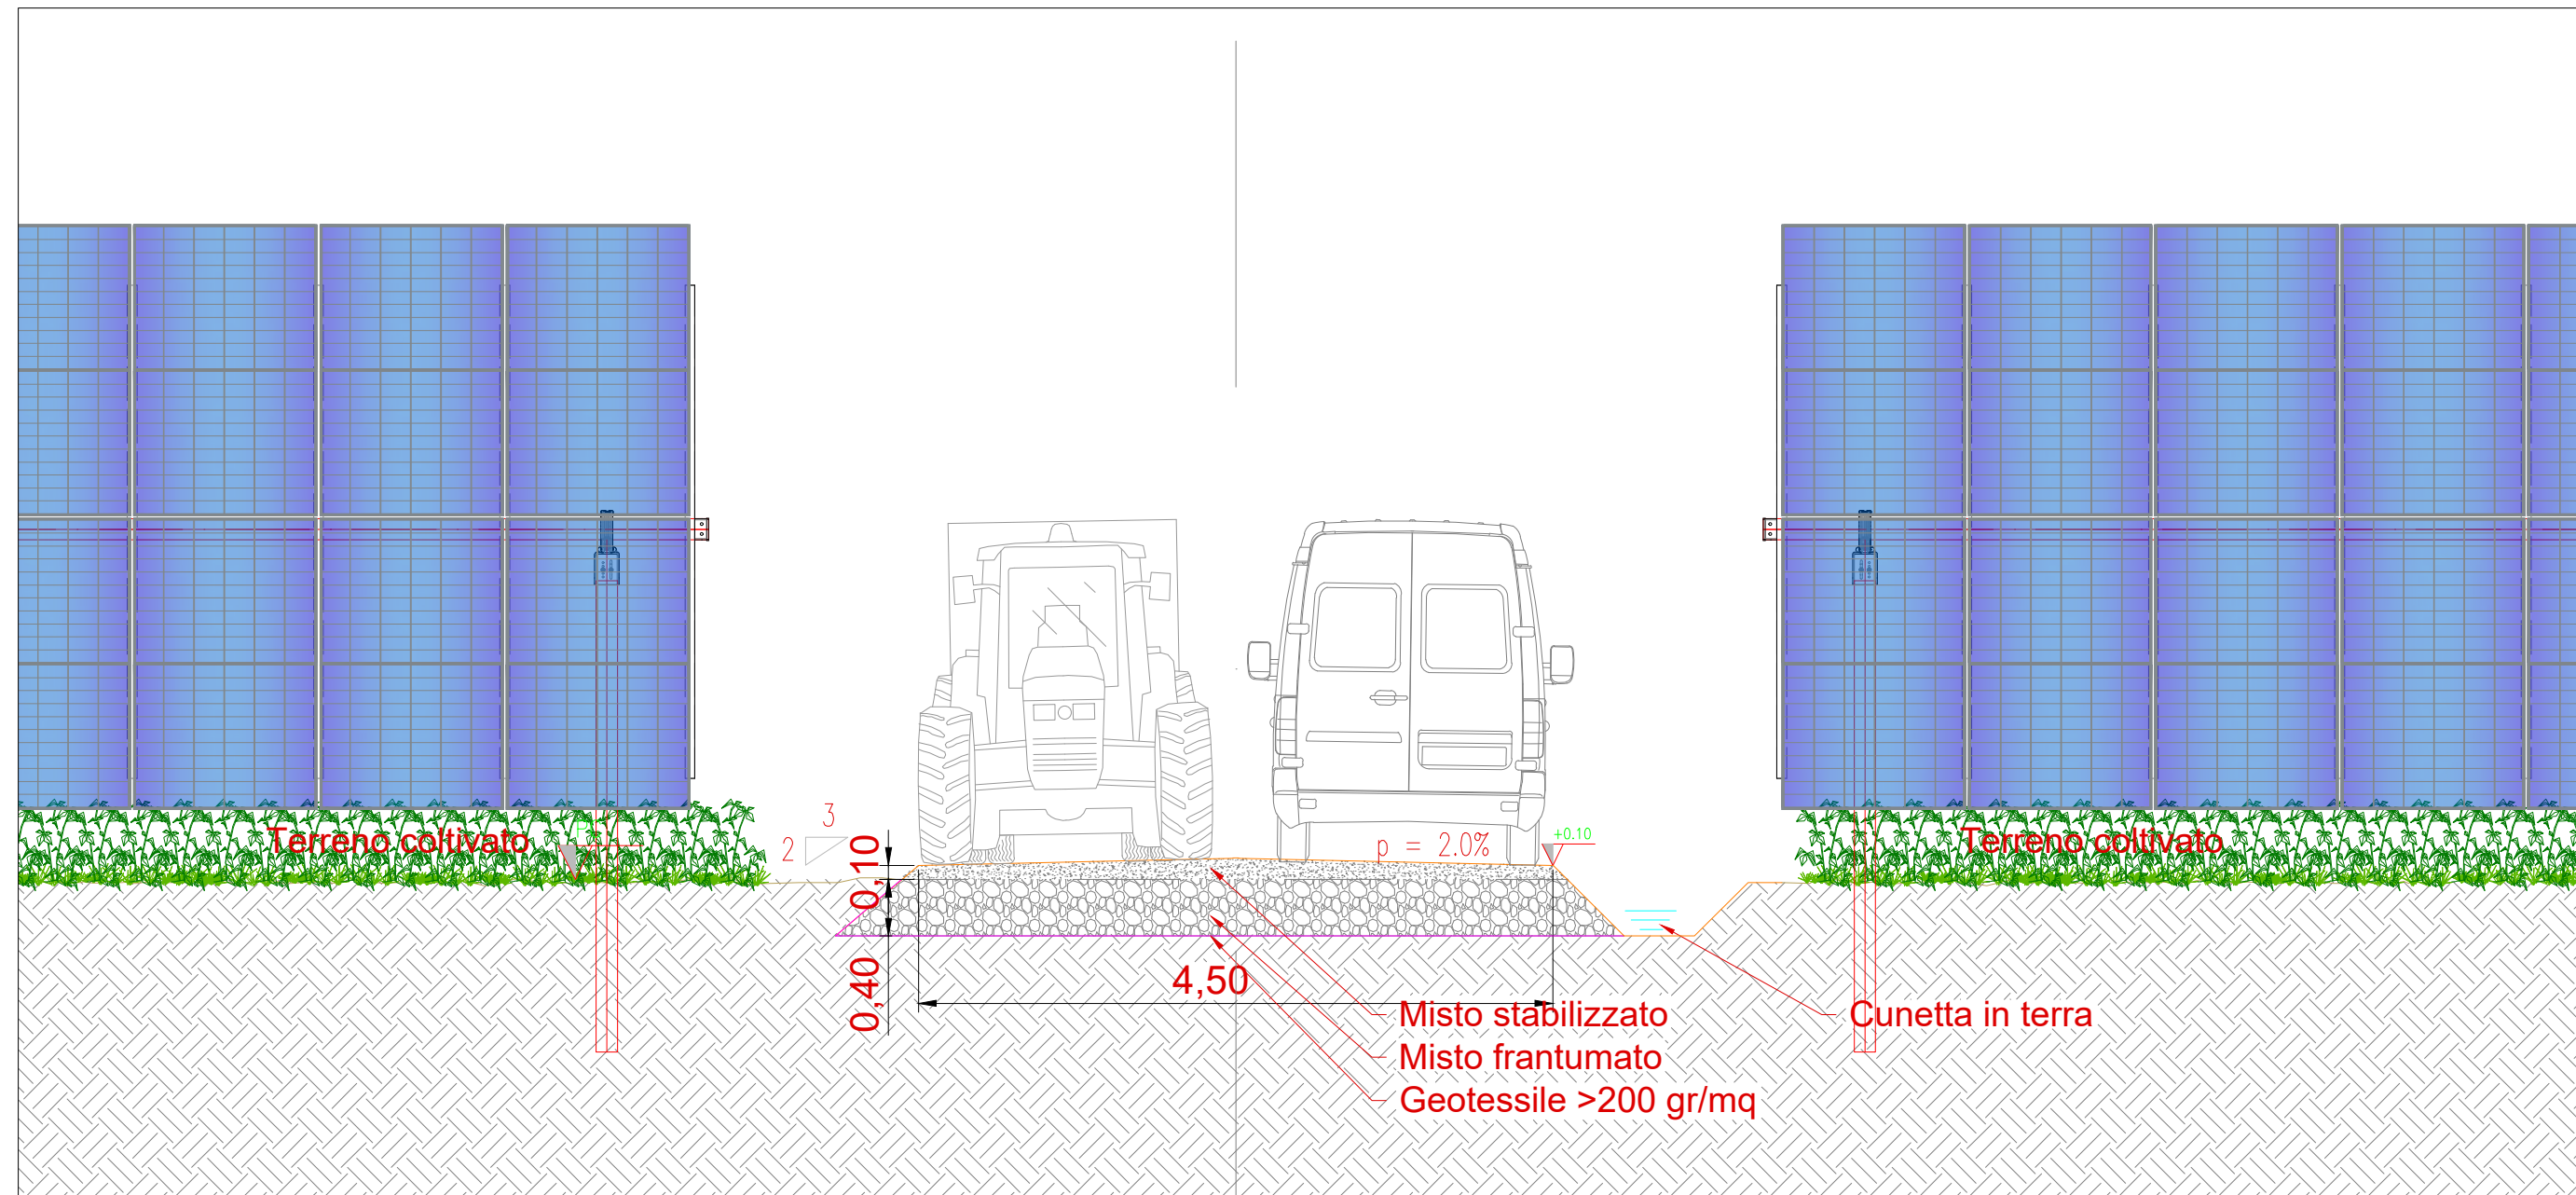 Terreno coltivato
3
2
0,10
0,40
p = 2.0%
+0.10
Terreno coltivato
4,50
Misto stabilizzato
Misto frantumato
Geotessile >200 gr/mq
Cunetta in terra